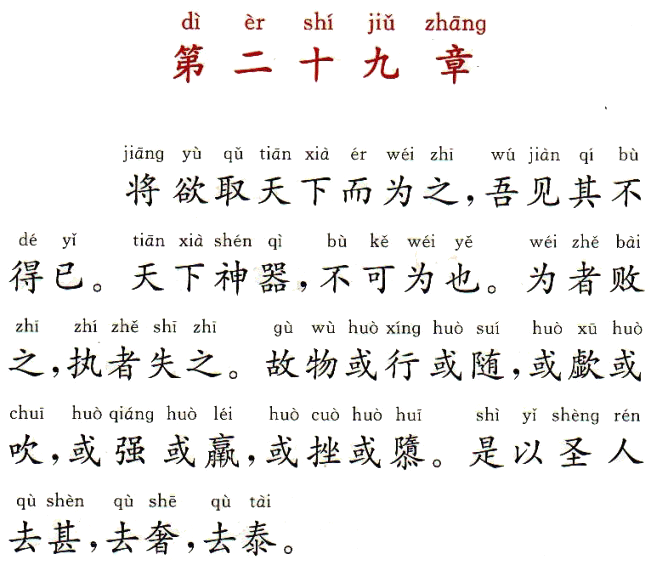 dì èr shí jiǔ zhāng
第二十九章
jiāng yù qǔ tiān xià ér wéi zhī wú jiàn qí bù
将欲取天下而为之，吾见其不
dé yǐ tiān xià shén qì bù kě wéi yě wéi zhě bài
得已。天下神器，不可为也。为者败
zhī zhí zhě shī zhī gù wù huò xíng huò suí huò xū huò
之，执者失之。故物或行或随，或歔或
chuī huò qiáng huò léi huò cuò huò huī shì yǐ shèng rén
吹，或强或羸，或挫或隳。是以圣人
qù shèn qù shē qù tài
去甚，去奢，去泰。